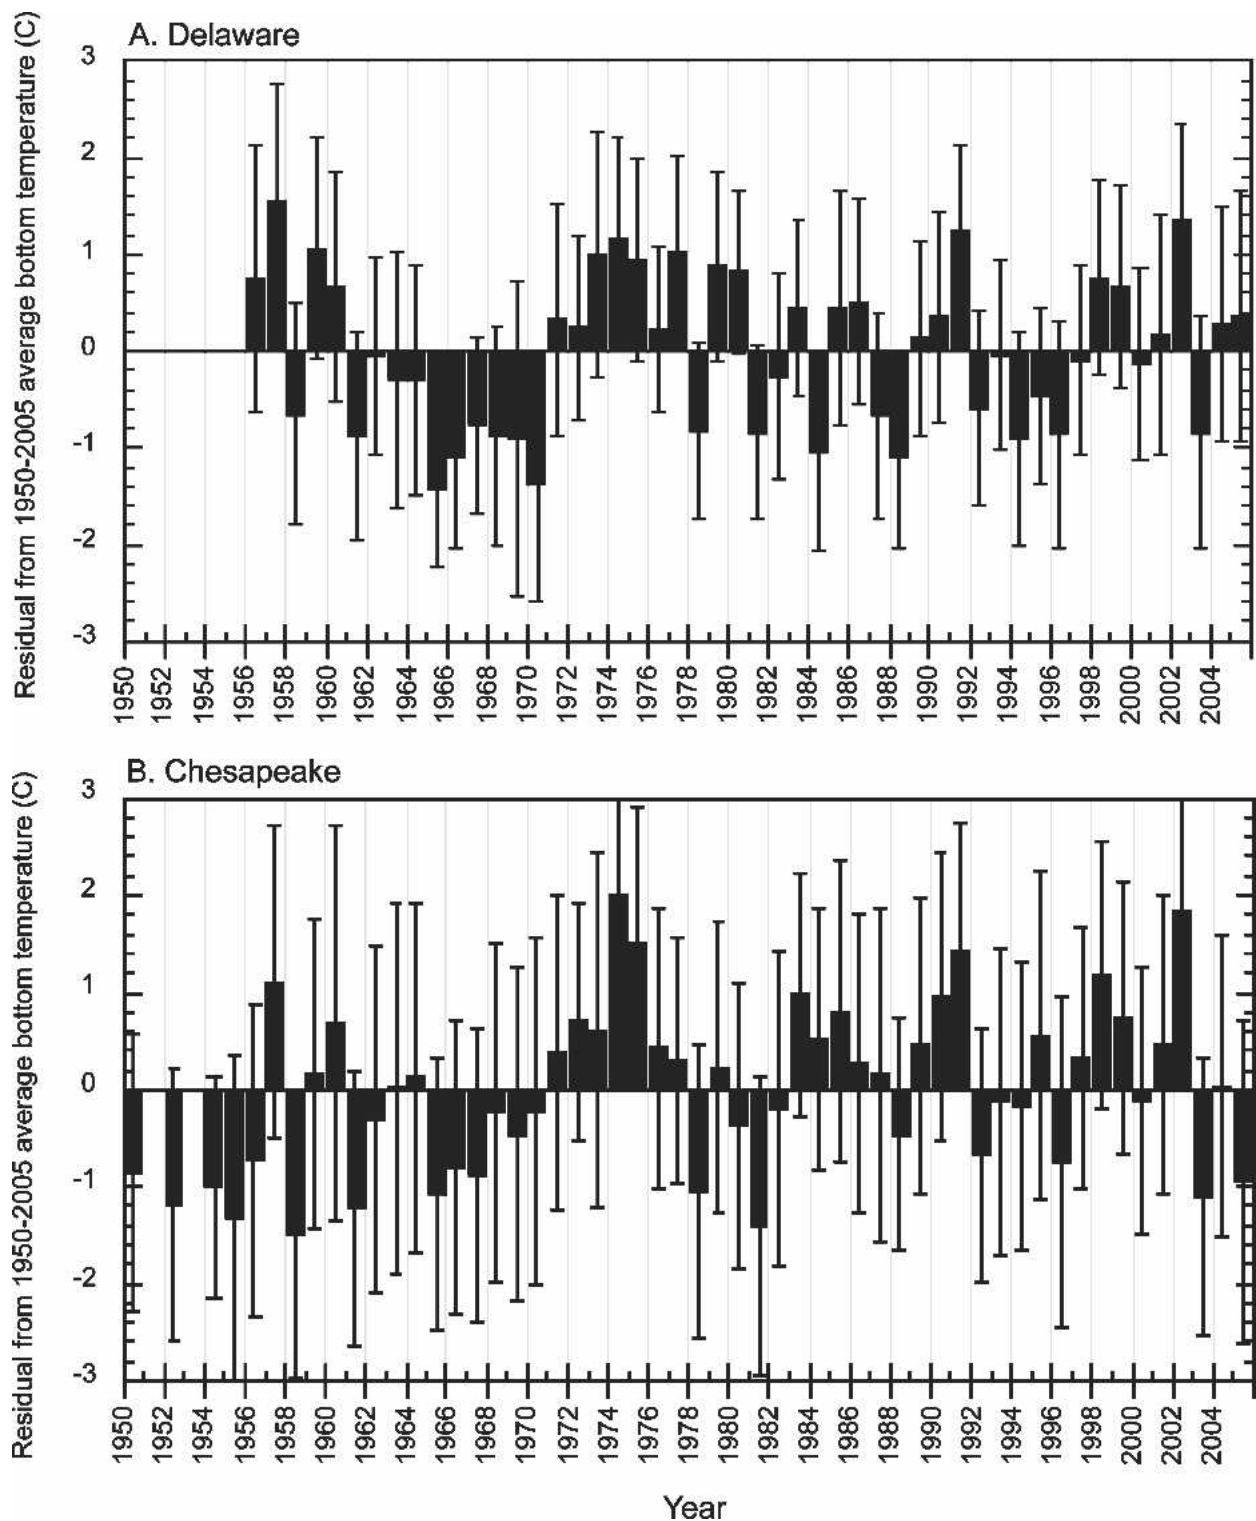 A. Delaware
Residual from 1950-2005 average bottom temperature (C)
3
2
1
0
-1
-2
-3
1950 1952 1954 1956 1958 1960 1962 1964 1966 1968 1970 1972 1974 1976 1978 1980 1982 1984 1986 1988 1990 1992 1994 1996 1998 2000 2002 2004
B. Chesapeake
Residual from 1950-2005 average bottom temperature (C)
3
2
1
0
-1
-2
-3
1950 1952 1954 1956 1958 1960 1962 1964 1966 1968 1970 1972 1974 1976 1978 1980 1982 1984 1986 1988 1990 1992 1994 1996 1998 2000 2002 2004
Year